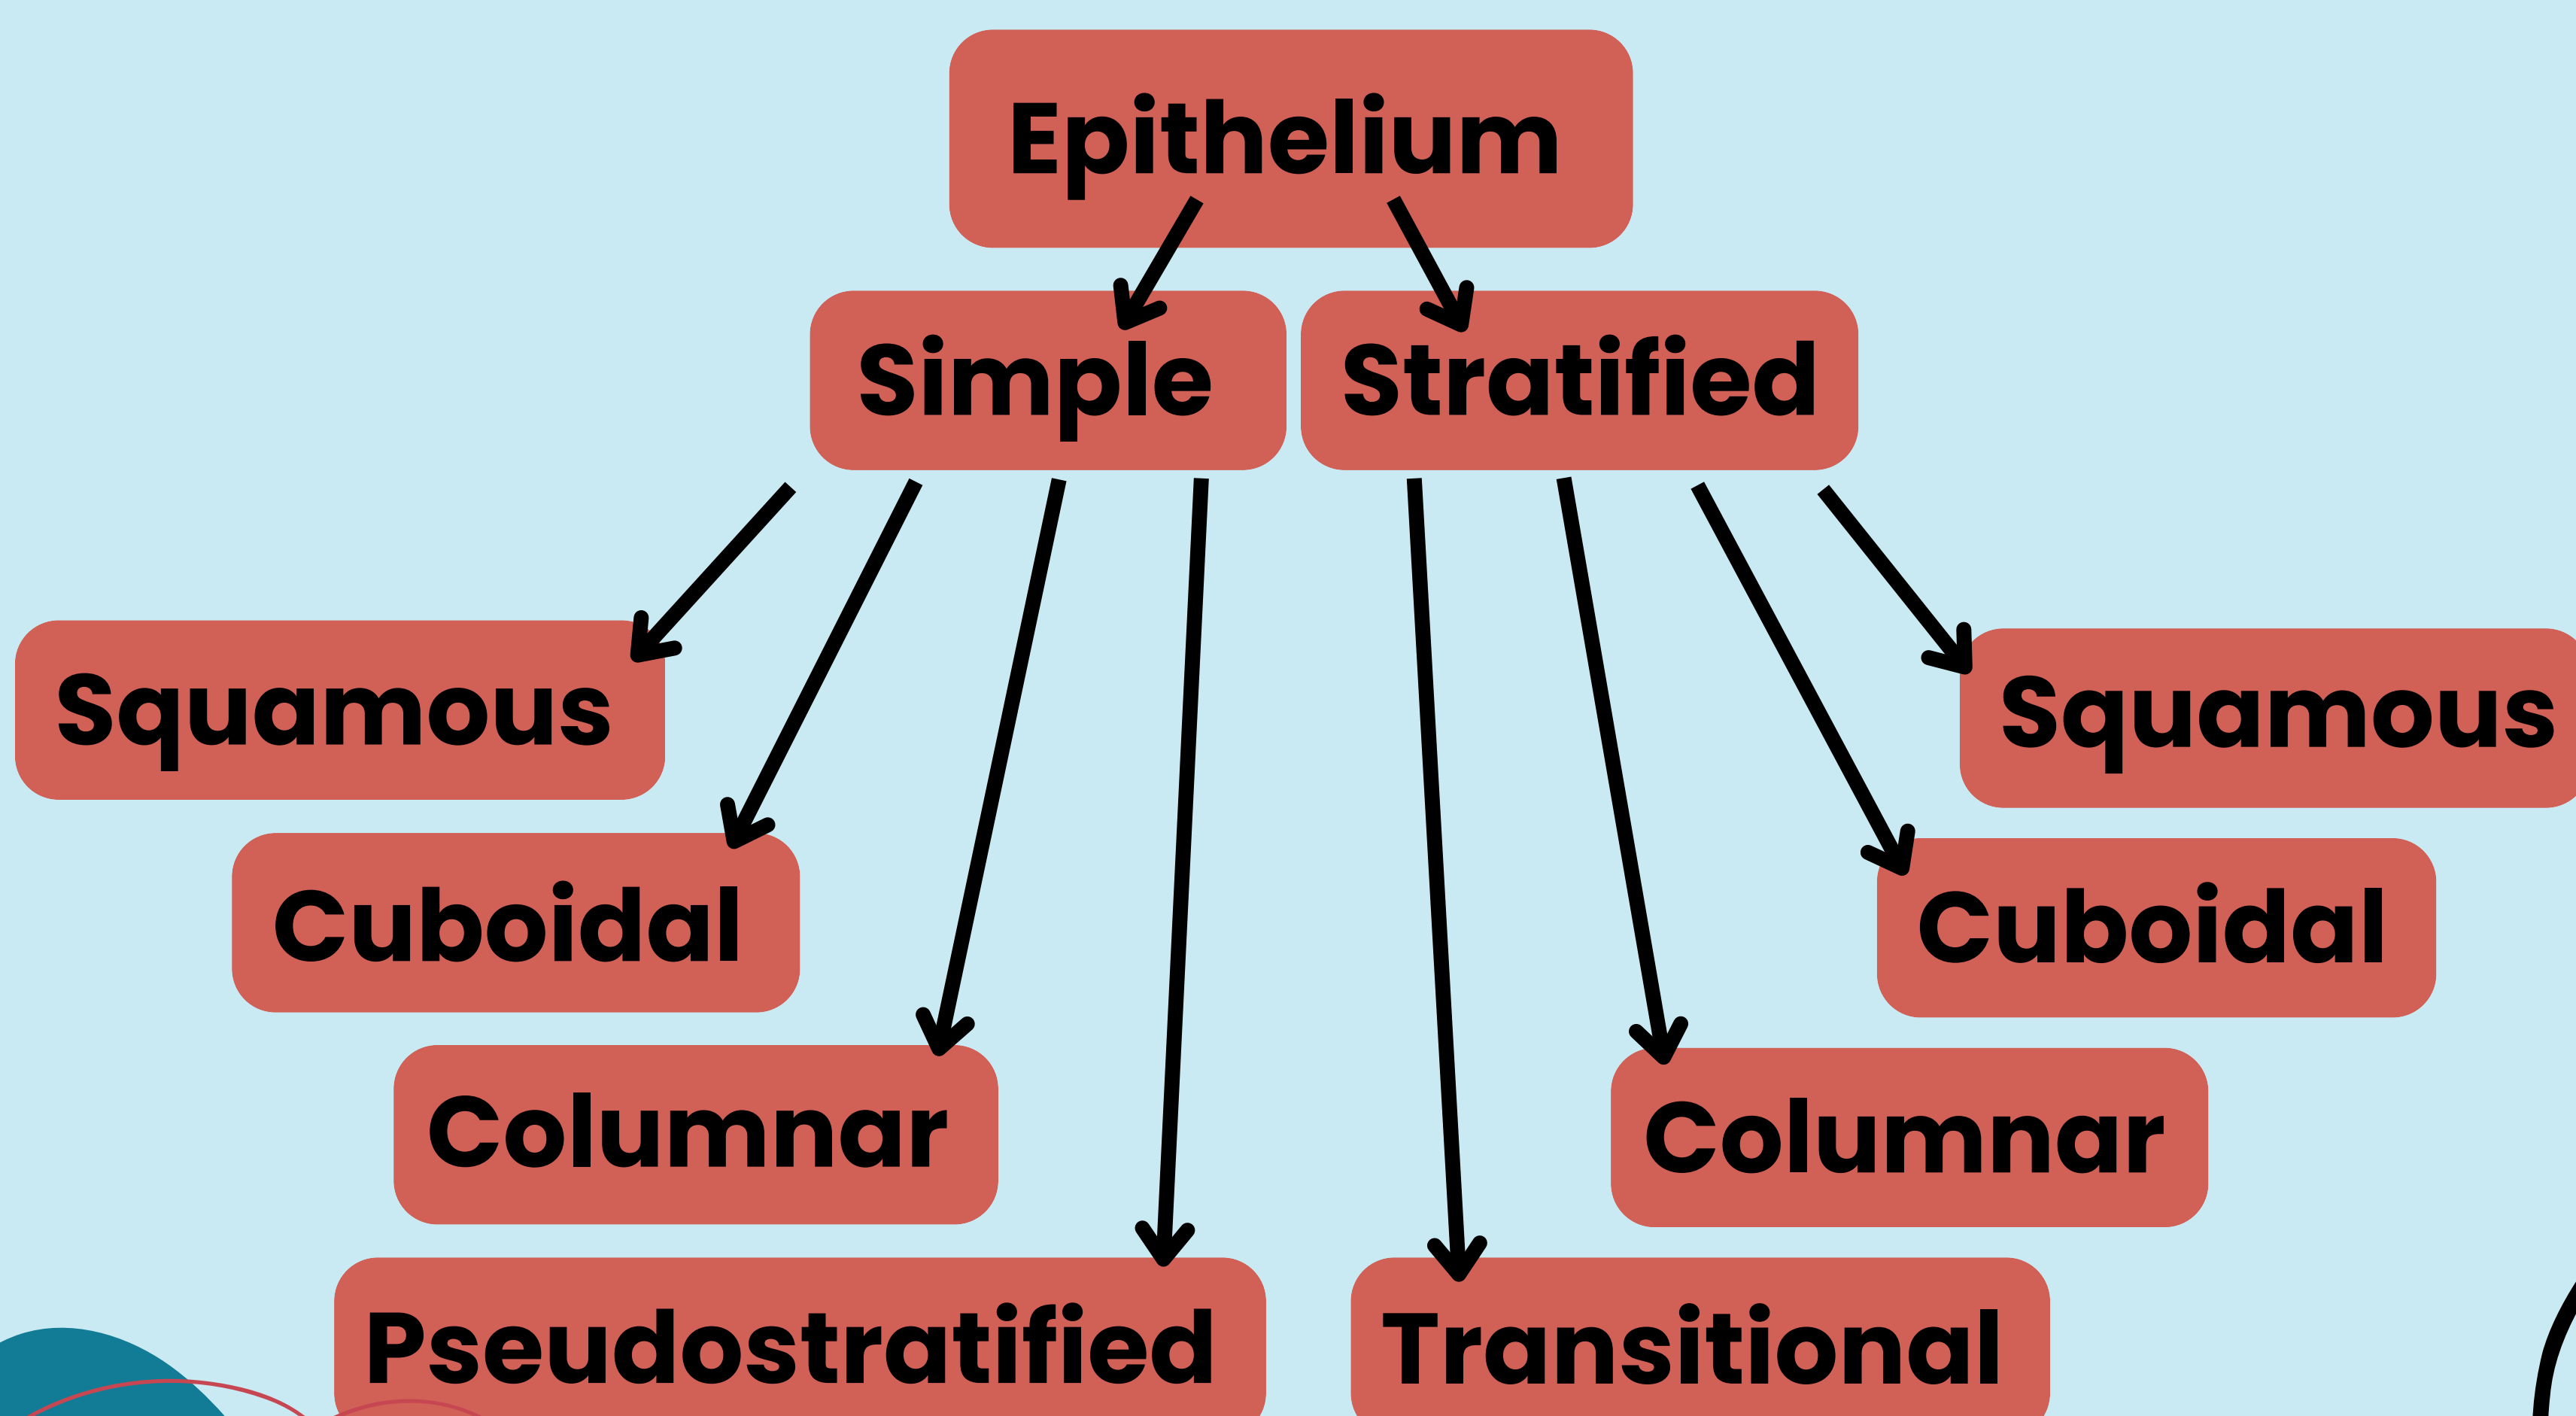 Epithelium
Simple
Stratified
Squamous
Squamous
Cuboidal
Cuboidal
Columnar
Columnar
Pseudostratified
Transitional